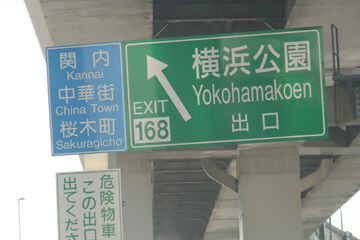 関内
Kannai
中華街
China Town
桜木町
Sakuragicho
横浜公園
Yokohamakoen
EXIT
168
出口
危険物車
この出口
出てくださ